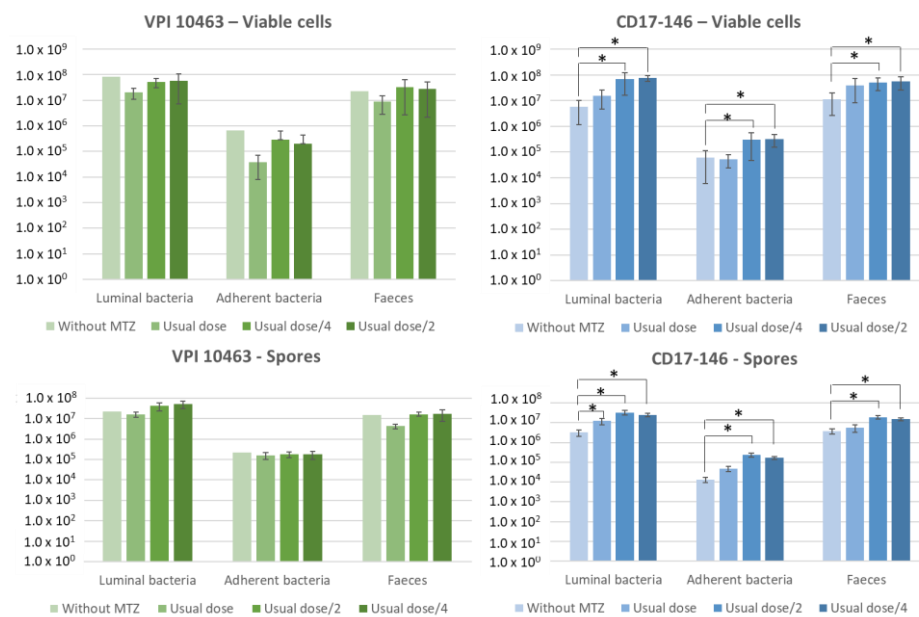 VPI 10463 – Viable cells
1.0 x 10⁹
1.0 x 10⁸
1.0 x 10⁷
1.0 x 10⁶
1.0 x 10⁵
1.0 x 10⁴
1.0 x 10³
1.0 x 10²
1.0 x 10¹
1.0 x 10⁰
Luminal bacteria Adherent bacteria Faeces
Without MTZ Usual dose Usual dose/4 Usual dose/2
CD17-146 – Viable cells
* * * * * *
1.0 x 10⁹
1.0 x 10⁸
1.0 x 10⁷
1.0 x 10⁶
1.0 x 10⁵
1.0 x 10⁴
1.0 x 10³
1.0 x 10²
1.0 x 10¹
1.0 x 10⁰
Luminal bacteria Adherent bacteria Faeces
Without MTZ Usual dose Usual dose/4 Usual dose/2
VPI 10463 - Spores
1.0 x 10⁸
1.0 x 10⁷
1.0 x 10⁶
1.0 x 10⁵
1.0 x 10⁴
1.0 x 10³
1.0 x 10²
1.0 x 10¹
1.0 x 10⁰
Luminal bacteria Adherent bacteria Faeces
Without MTZ Usual dose Usual dose/2 Usual dose/4
CD17-146 - Spores
* * * * * * *
1.0 x 10⁸
1.0 x 10⁷
1.0 x 10⁶
1.0 x 10⁵
1.0 x 10⁴
1.0 x 10³
1.0 x 10²
1.0 x 10¹
1.0 x 10⁰
Luminal bacteria Adherent bacteria Faeces
Without MTZ Usual dose Usual dose/2 Usual dose/4